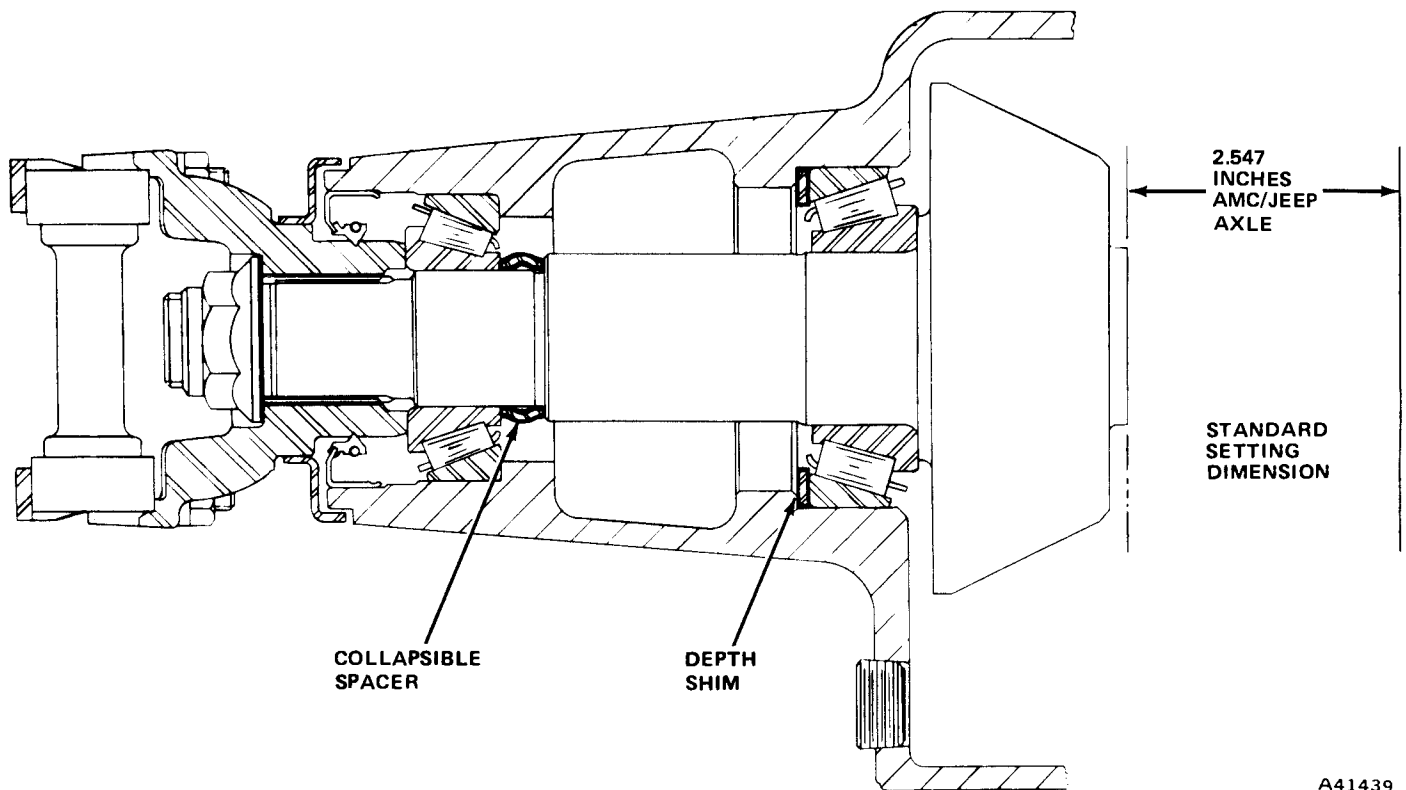 2.547
INCHES
AMC/JEEP
AXLE
STANDARD
SETTING
DIMENSION
COLLAPSIBLE
SPACER
DEPTH
SHIM
A41439